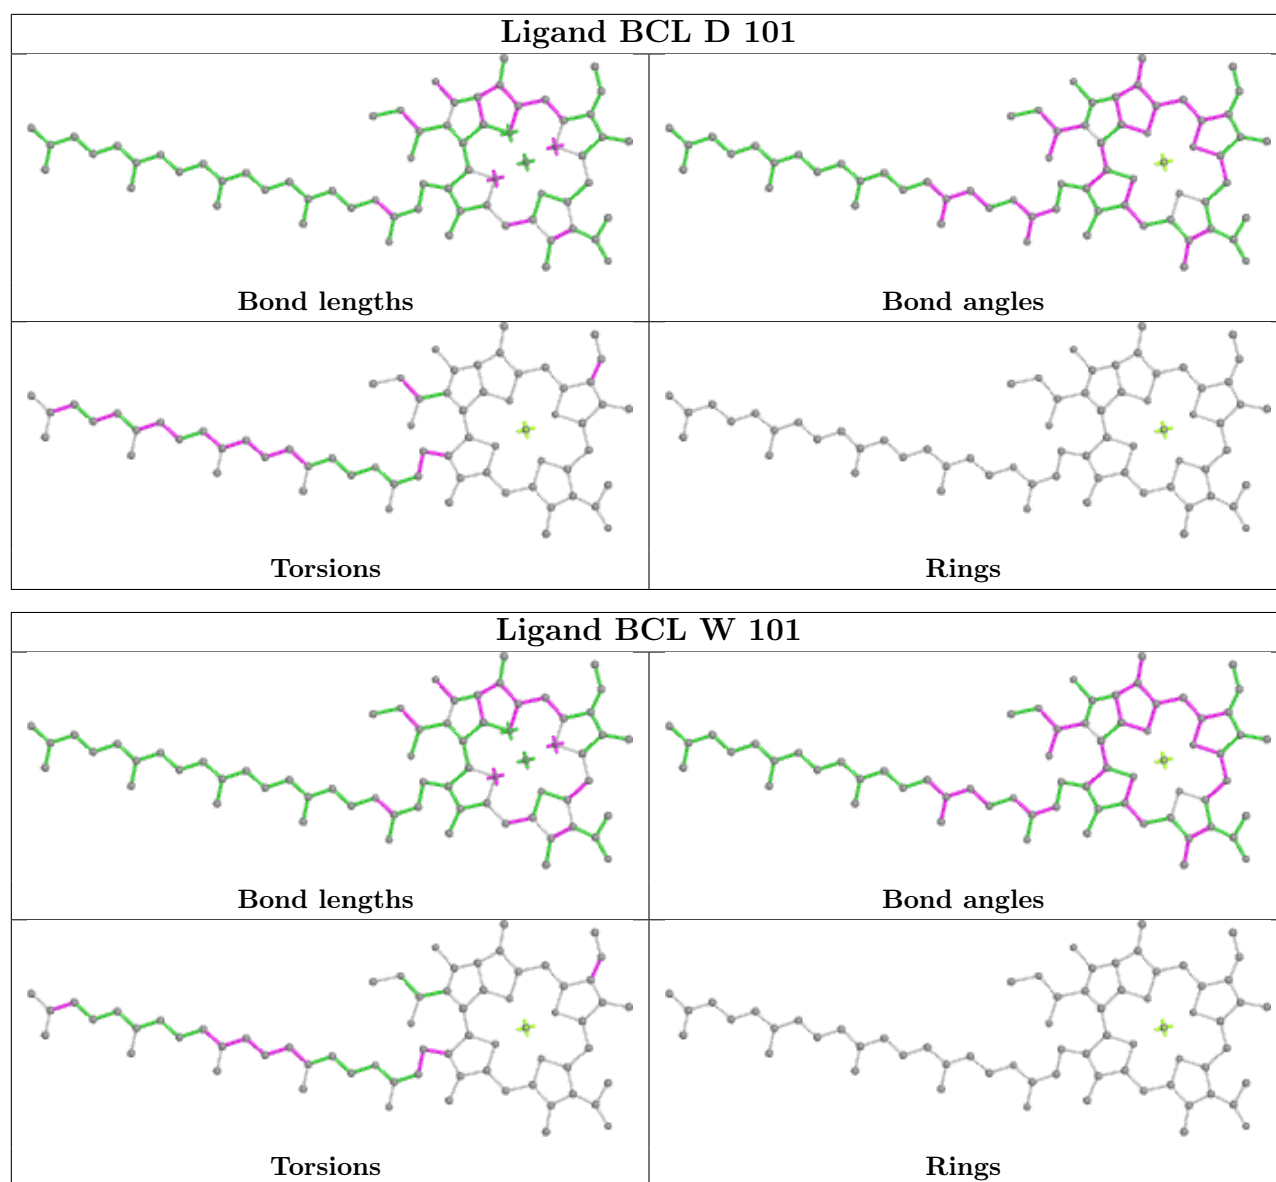 Ligand BCL D 101
Bond lengths
Bond angles
Torsions
Rings
Ligand BCL W 101
Bond lengths
Bond angles
Torsions
Rings